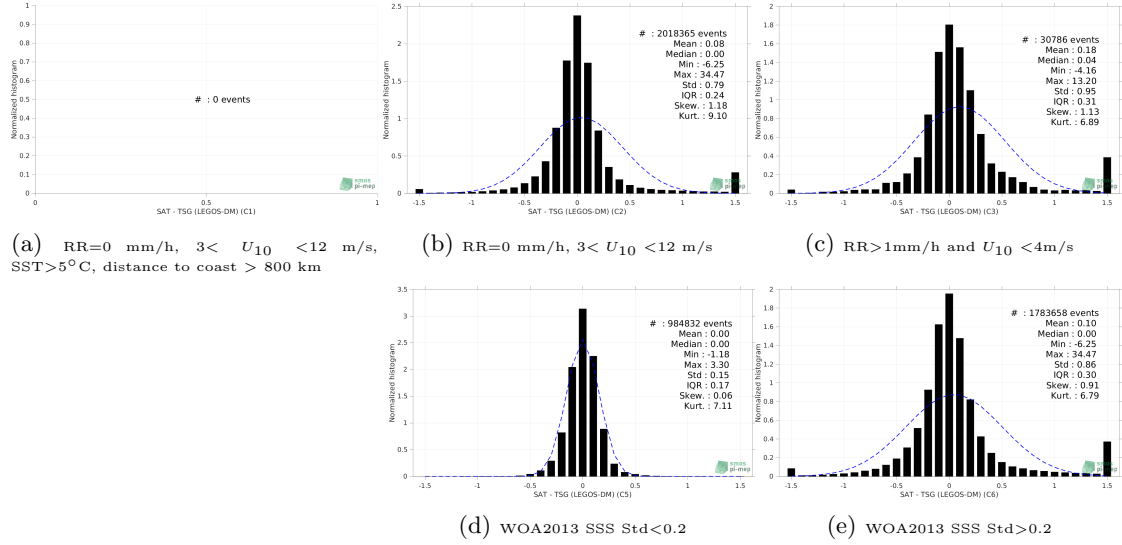 Normalized histogram
1
0.9
0.8
0.7
0.6
0.5
0.4
0.3
0.2
0.1
0
# : 0 events
smos
pi-mep
0 0.5 1
SAT - TSG (LEGOS-DM) (C1)
(a) RR=0 mm/h, 3< U10 <12 m/s,
SST>5°C, distance to coast > 800 km
Normalized histogram
2.5
2
1.5
1
0.5
0
# : 2018365 events
Mean : 0.08
Median : 0.00
Min : -6.25
Max : 34.47
Std : 0.79
IQR : 0.24
Skew. : 1.18
Kurt. : 9.10
smos
pi-mep
-1.5 -1 -0.5 0 0.5 1 1.5
SAT - TSG (LEGOS-DM) (C2)
(b) RR=0 mm/h, 3< U10 <12 m/s
Normalized histogram
2
1.8
1.6
1.4
1.2
1
0.8
0.6
0.4
0.2
0
# : 30786 events
Mean : 0.18
Median : 0.04
Min : -4.16
Max : 13.20
Std : 0.95
IQR : 0.31
Skew. : 1.13
Kurt. : 6.89
smos
pi-mep
-1.5 -1 -0.5 0 0.5 1 1.5
SAT - TSG (LEGOS-DM) (C3)
(c) RR>1mm/h and U10 <4m/s
Normalized histogram
3.5
3
2.5
2
1.5
1
0.5
0
# : 984832 events
Mean : 0.00
Median : 0.00
Min : -1.18
Max : 3.30
Std : 0.15
IQR : 0.17
Skew. : 0.06
Kurt. : 7.11
smos
pi-mep
-1.5 -1 -0.5 0 0.5 1 1.5
SAT - TSG (LEGOS-DM) (C5)
(d) WOA2013 SSS Std<0.2
Normalized histogram
2
1.8
1.6
1.4
1.2
1
0.8
0.6
0.4
0.2
0
# : 1783658 events
Mean : 0.10
Median : 0.00
Min : -6.25
Max : 34.47
Std : 0.86
IQR : 0.30
Skew. : 0.91
Kurt. : 6.79
smos
pi-mep
-1.5 -1 -0.5 0 0.5 1 1.5
SAT - TSG (LEGOS-DM) (C6)
(e) WOA2013 SSS Std>0.2